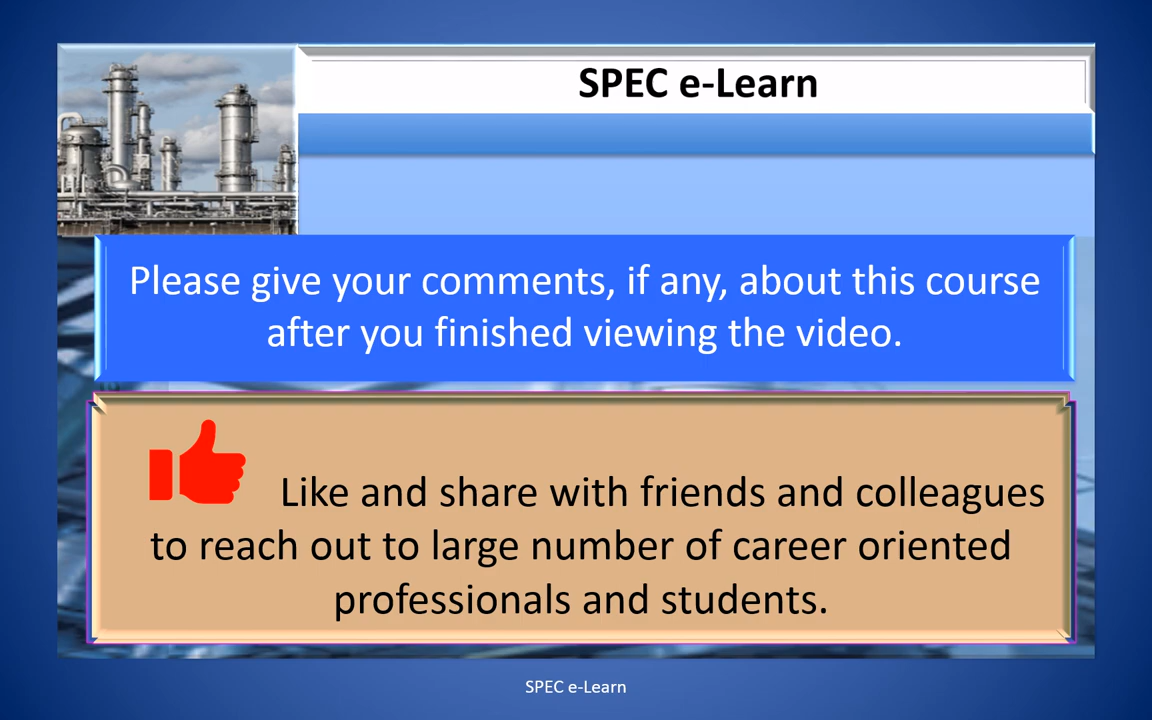 SPEC e-Learn
Please give your comments, if any, about this course
after you finished viewing the video.
Like and share with friends and colleagues
to reach out to large number of career oriented
professionals and students.
SPEC e-Learn